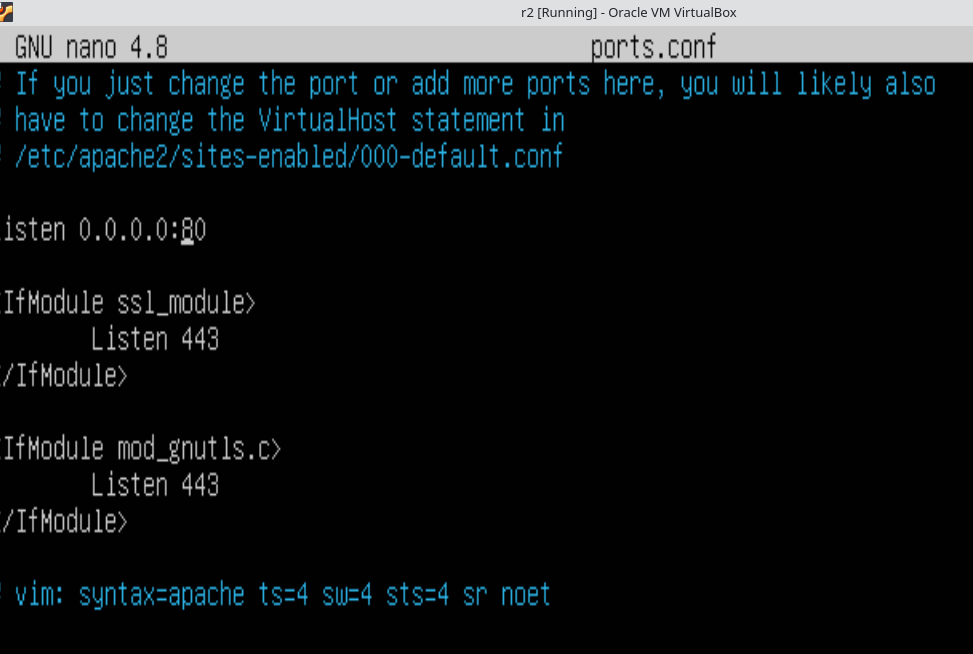 r2 [Running] - Oracle VM VirtualBox
GNU nano 4.8 ports.conf
If you just change the port or add more ports here, you will likely also
have to change the VirtualHost statement in
/etc/apache2/sites-enabled/000-default.conf
isten 0.0.0.0:80
IfModule ssl_module>
Listen 443
/IfModule>
IfModule mod_gnutls.c>
Listen 443
/IfModule>
vim: syntax=apache ts=4 sw=4 sts=4 sr noet